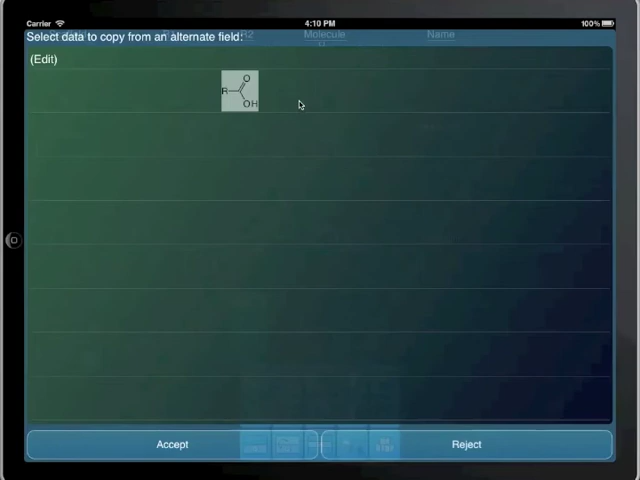 Carrier 4:10 PM 100%
Select data to copy from an alternate field:
R2 Molecule Name
(Edit)
O
R
OH
Accept Reject